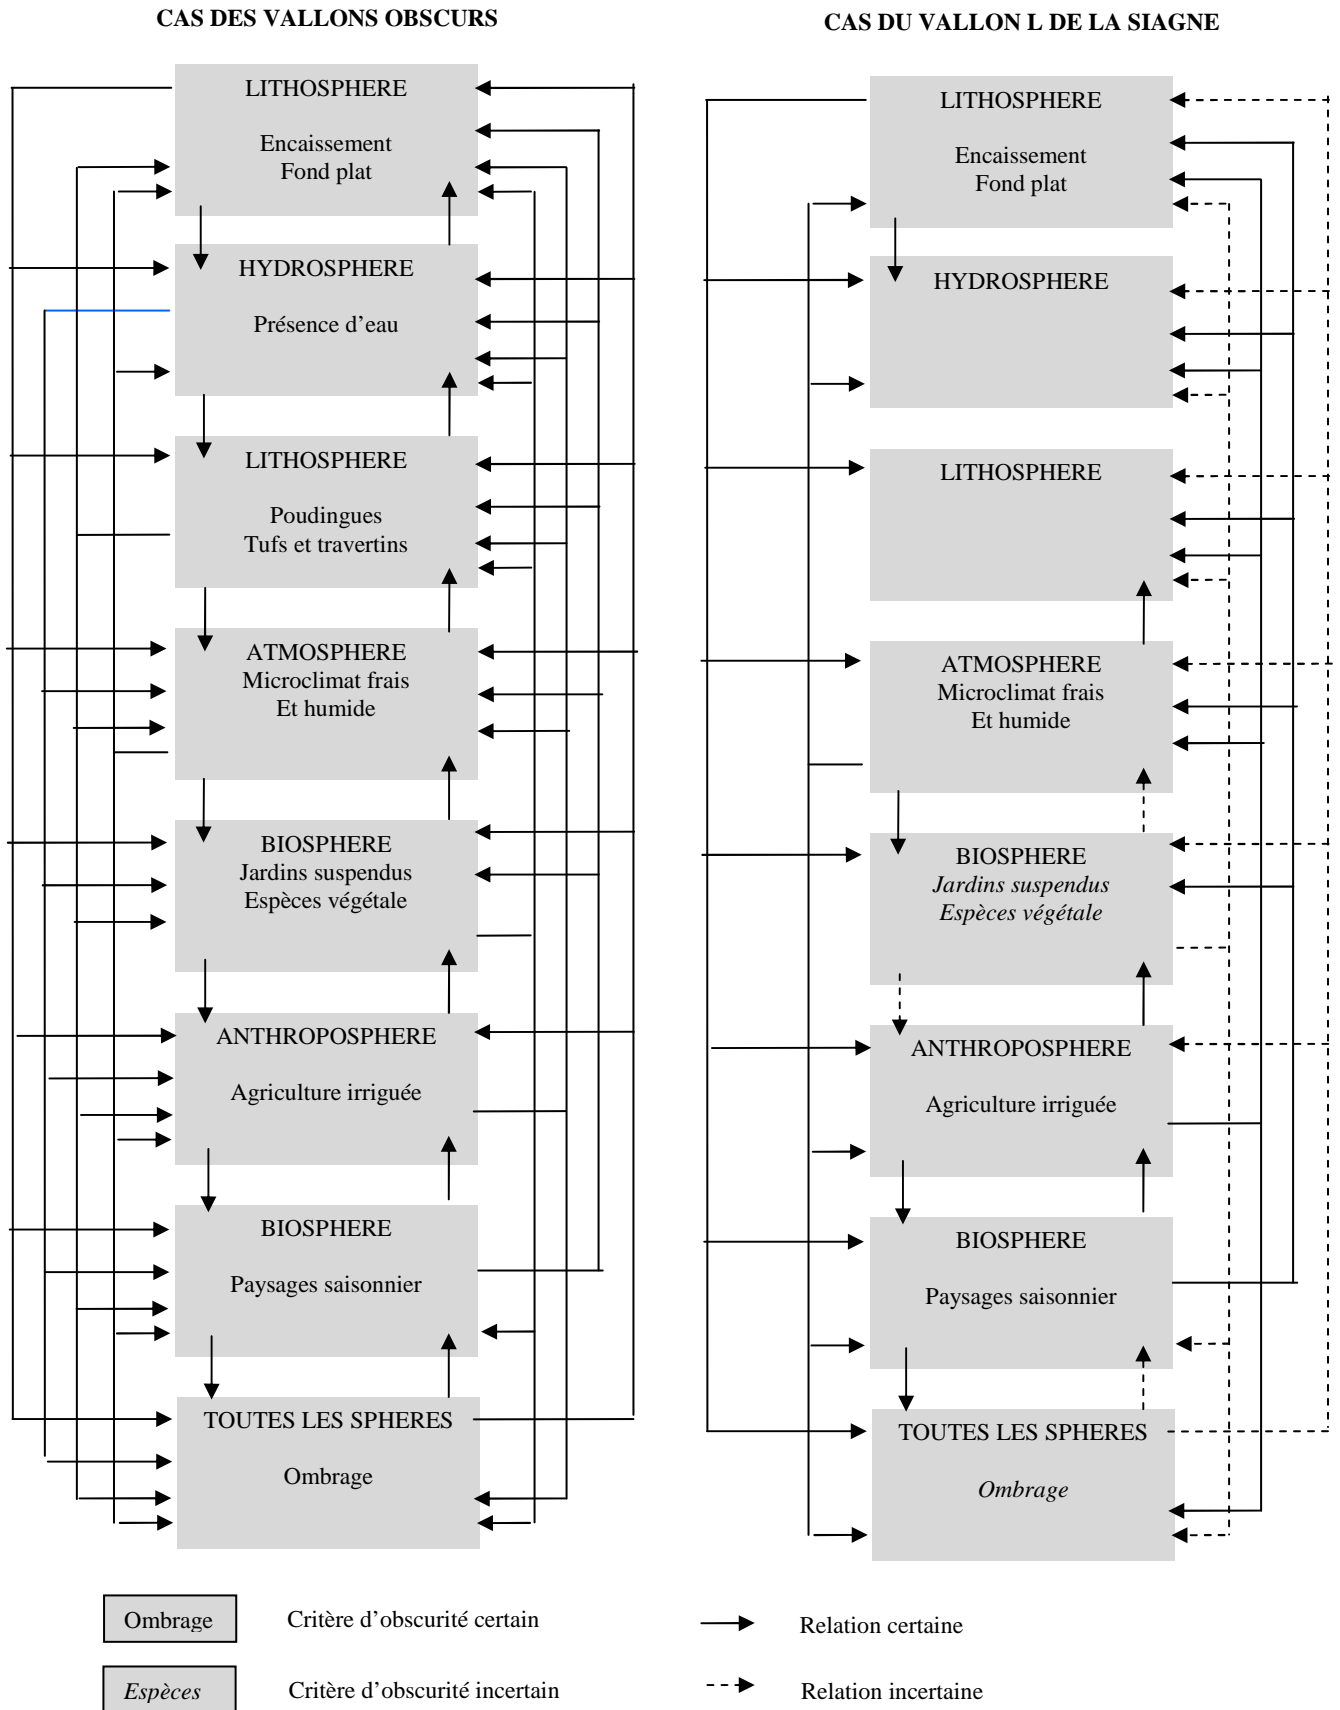 CAS DES VALLONS OBSCURS
LITHOSPHERE
Encaissement
Fond plat
HYDROSPHERE
Présence d’eau
LITHOSPHERE
Poudingues
Tufs et travertins
ATMOSPHERE
Microclimat frais
Et humide
BIOSPHERE
Jardins suspendus
Espèces végétale
ANTHROPOSPHERE
Agriculture irriguée
BIOSPHERE
Paysages saisonnier
TOUTES LES SPHERES
Ombrage
CAS DU VALLON L DE LA SIAGNE
LITHOSPHERE
Encaissement
Fond plat
HYDROSPHERE
LITHOSPHERE
ATMOSPHERE
Microclimat frais
Et humide
BIOSPHERE
Jardins suspendus
Espèces végétale
ANTHROPOSPHERE
Agriculture irriguée
BIOSPHERE
Paysages saisonnier
TOUTES LES SPHERES
Ombrage
Ombrage
Critère d’obscurité certain
Relation certaine
Espèces
Critère d’obscurité incertain
Relation incertaine